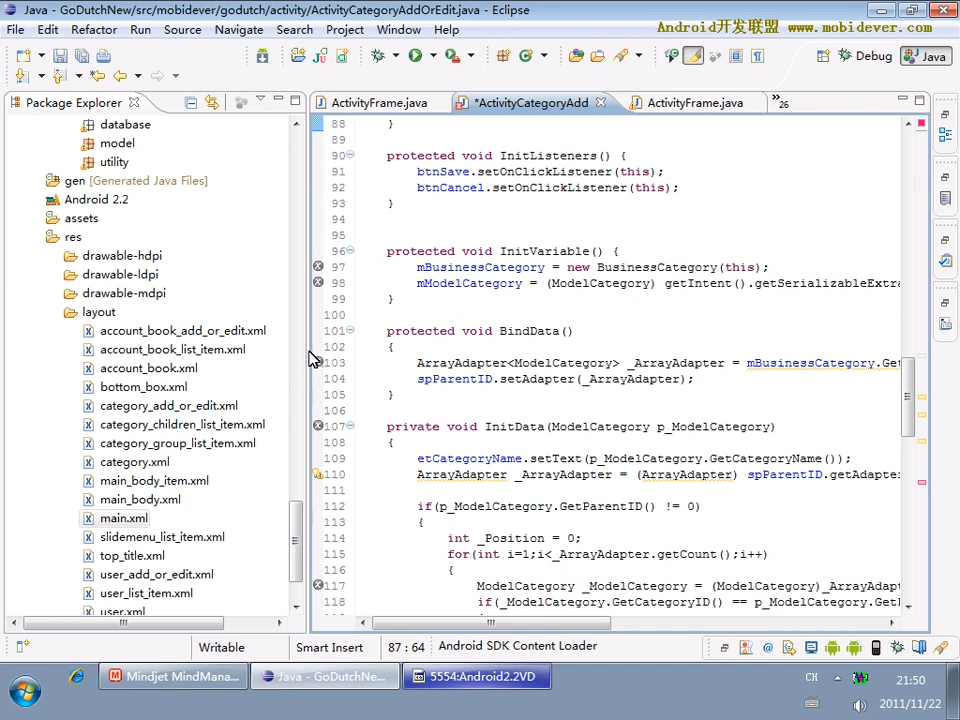 Java - GoDutchNew/src/mobidever/godutch/activity/ActivityCategoryAddOrEdit.java - Eclipse
File Edit Refactor Run Source Navigate Search Project Window Help
Android开发联盟 www.mobidever.com
Debug Java
Package Explorer
ActivityFrame.java *ActivityCategoryAdd ActivityFrame.java »26
database
model
utility
gen [Generated Java Files]
Android 2.2
assets
res
drawable-hdpi
drawable-ldpi
drawable-mdpi
layout
account_book_add_or_edit.xml
account_book_list_item.xml
account_book.xml
bottom_box.xml
category_add_or_edit.xml
category_children_list_item.xml
category_group_list_item.xml
category.xml
main_body_item.xml
main_body.xml
main.xml
slidemenu_list_item.xml
top_title.xml
user_add_or_edit.xml
user_list_item.xml
user.xml
88 }
89
90 protected void InitListeners() {
91 btnSave.setOnClickListener(this);
92 btnCancel.setOnClickListener(this);
93 }
94
95
96 protected void InitVariable() {
97 mBusinessCategory = new BusinessCategory(this);
98 mModelCategory = (ModelCategory) getIntent().getSerializableExtra
99 }
100
101 protected void BindData()
102 {
103 ArrayAdapter<ModelCategory> _ArrayAdapter = mBusinessCategory.Get
104 spParentID.setAdapter(_ArrayAdapter);
105 }
106
107 private void InitData(ModelCategory p_ModelCategory)
108 {
109 etCategoryName.setText(p_ModelCategory.GetCategoryName());
110 ArrayAdapter _ArrayAdapter = (ArrayAdapter) spParentID.getAdapter
111
112 if(p_ModelCategory.GetParentID() != 0)
113 {
114 int _Position = 0;
115 for(int i=1;i<_ArrayAdapter.getCount();i++)
116 {
117 ModelCategory _ModelCategory = (ModelCategory)_ArrayAdap
118 if(_ModelCategory.GetCategoryID() == p_ModelCategory.GetP
Writable Smart Insert 87 : 64 Android SDK Content Loader
Mindjet MindMana... Java - GoDutchNe... 5554:Android2.2VD
CH 21:50
2011/11/22